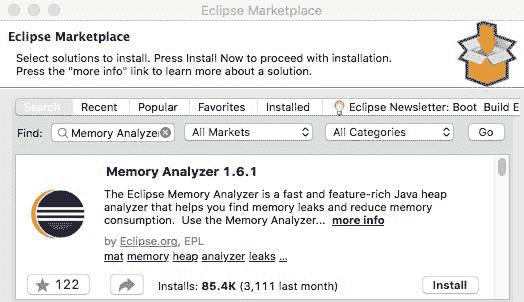 Eclipse Marketplace
Eclipse Marketplace
Select solutions to install. Press Install Now to proceed with installation.
Press the "more info" link to learn more about a solution.
Search Recent Popular Favorites Installed Eclipse Newsletter: Boot Build E
Find: Memory Analyzer All Markets All Categories Go
Memory Analyzer 1.6.1
The Eclipse Memory Analyzer is a fast and feature-rich Java heap
analyzer that helps you find memory leaks and reduce memory
consumption. Use the Memory Analyzer... more info
by Eclipse.org, EPL
mat memory heap analyzer leaks ...
122 Installs: 85.4K (3,111 last month) Install